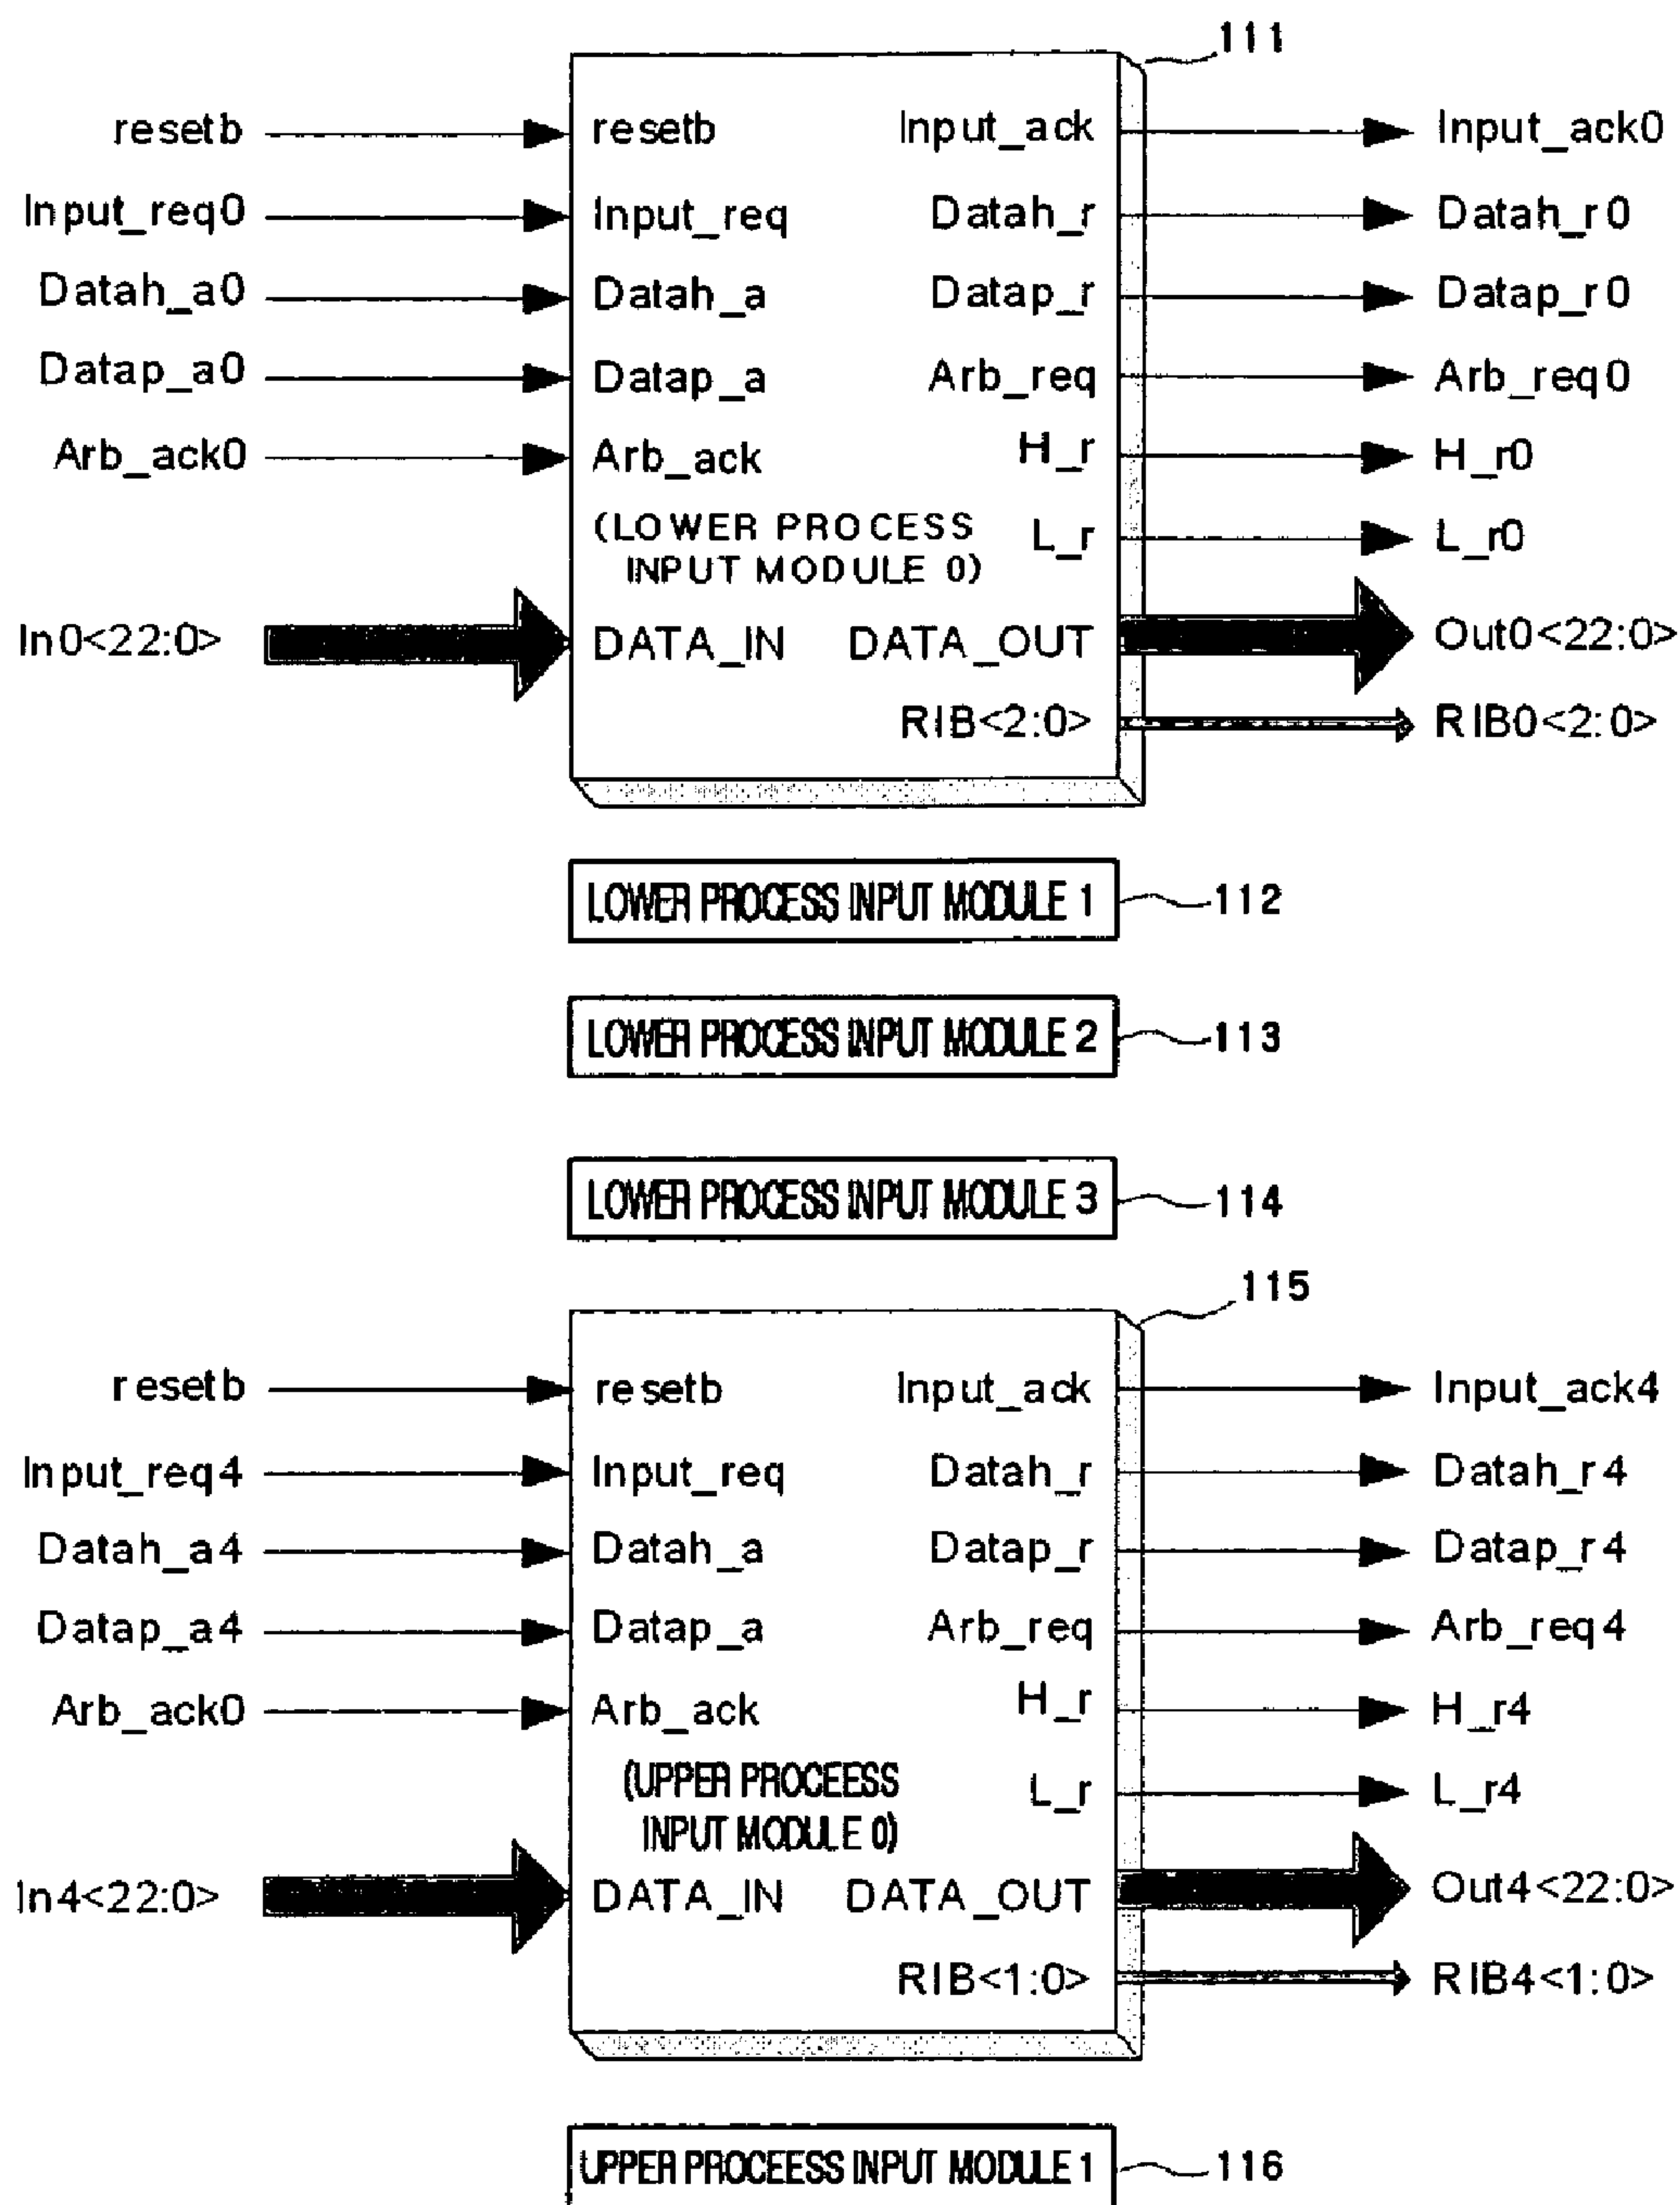 111
resetb resetb Input_ack Input_ack0
Input_req0 Input_req Datah_r Datah_r0
Datah_a0 Datah_a Datap_r Datap_r0
Datap_a0 Datap_a Arb_req Arb_req0
Arb_ack0 Arb_ack H_r H_r0
(LOWER PROCESS
INPUT MODULE 0)
L_r L_r0
In0<22:0> DATA_IN DATA_OUT Out0<22:0>
RIB<2:0> RIB0<2:0>
LOWER PROCESS INPUT MODULE 1 112
LOWER PROCESS INPUT MODULE 2 113
LOWER PROCESS INPUT MODULE 3 114
115
resetb resetb Input_ack Input_ack4
Input_req4 Input_req Datah_r Datah_r4
Datah_a4 Datah_a Datap_r Datap_r4
Datap_a4 Datap_a Arb_req Arb_req4
Arb_ack0 Arb_ack H_r H_r4
(UPPER PROCEESS
INPUT MODULE 0)
L_r L_r4
In4<22:0> DATA_IN DATA_OUT Out4<22:0>
RIB<1:0> RIB4<1:0>
UPPER PROCEESS INPUT MODULE 1 116